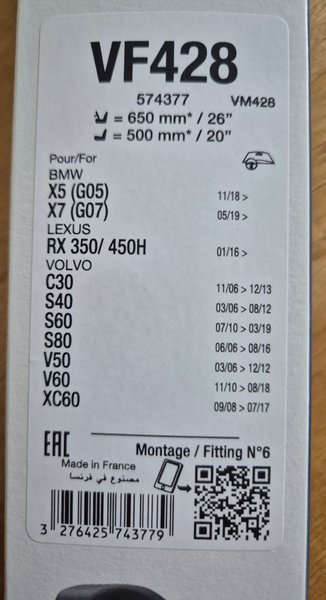 VF428
574377 VM428
= 650 mm* / 26”
= 500 mm* / 20”
Pour/For
BMW
X5 (G05) 11/18 >
X7 (G07) 05/19 >
LEXUS
RX 350/ 450H 01/16 >
VOLVO
C30 11/06 > 12/13
S40 03/06 > 08/12
S60 07/10 > 03/19
S80 06/06 > 08/16
V50 03/06 > 12/12
V60 11/10 > 08/18
XC60 09/08 > 07/17
EAC Montage / Fitting N°6
Made in France
مصنوع في فرنسا
3 276425 743779